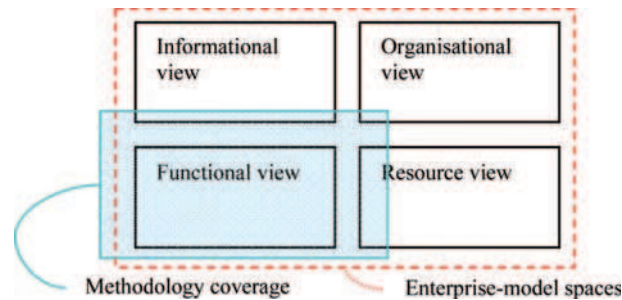 Informational
view
Organisational
view
Functional view
Resource view
Methodology coverage
Enterprise-model spaces